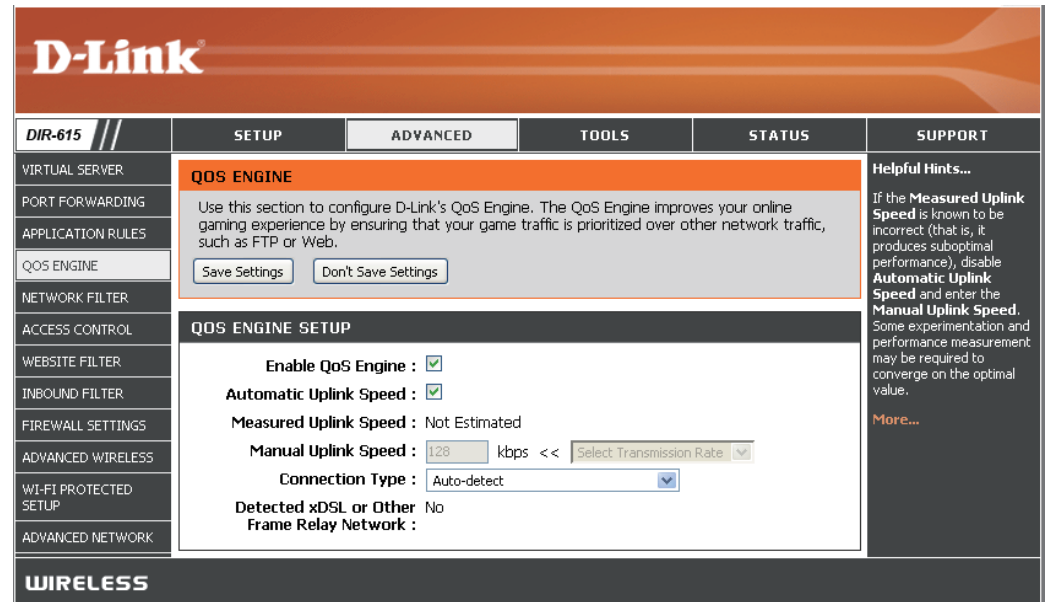 D-Link®
DIR-615
SETUP
ADVANCED
TOOLS
STATUS
SUPPORT
VIRTUAL SERVER
PORT FORWARDING
APPLICATION RULES
QOS ENGINE
NETWORK FILTER
ACCESS CONTROL
WEBSITE FILTER
INBOUND FILTER
FIREWALL SETTINGS
ADVANCED WIRELESS
WI-FI PROTECTED
SETUP
ADVANCED NETWORK
QOS ENGINE
Use this section to configure D-Link's QoS Engine. The QoS Engine improves your online
gaming experience by ensuring that your game traffic is prioritized over other network traffic,
such as FTP or Web.
Save Settings
Don't Save Settings
QOS ENGINE SETUP
Enable QoS Engine :
Automatic Uplink Speed :
Measured Uplink Speed : Not Estimated
Manual Uplink Speed : 128 kbps << Select Transmission Rate
Connection Type : Auto-detect
Detected xDSL or Other No
Frame Relay Network :
Helpful Hints...
If the Measured Uplink
Speed is known to be
incorrect (that is, it
produces suboptimal
performance), disable
Automatic Uplink
Speed and enter the
Manual Uplink Speed.
Some experimentation and
performance measurement
may be required to
converge on the optimal
value.
More...
WIRELESS